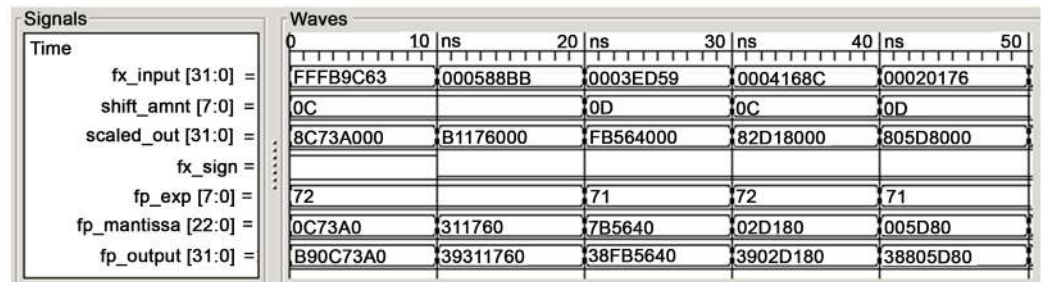 Signals Waves
Time 0 10 ns 20 ns 30 ns 40 ns 50
fx_input [31:0] = FFFB9C63 000588BB 0003ED59 0004168C 00020176
shift_amnt [7:0] = 0C 0D 0C 0D
scaled_out [31:0] = 8C73A000 B1176000 FB564000 82D18000 805D8000
fx_sign =
fp_exp [7:0] = 72 71 72 71
fp_mantissa [22:0] = 0C73A0 311760 7B5640 02D180 005D80
fp_output [31:0] = B90C73A0 39311760 38FB5640 3902D180 38805D80